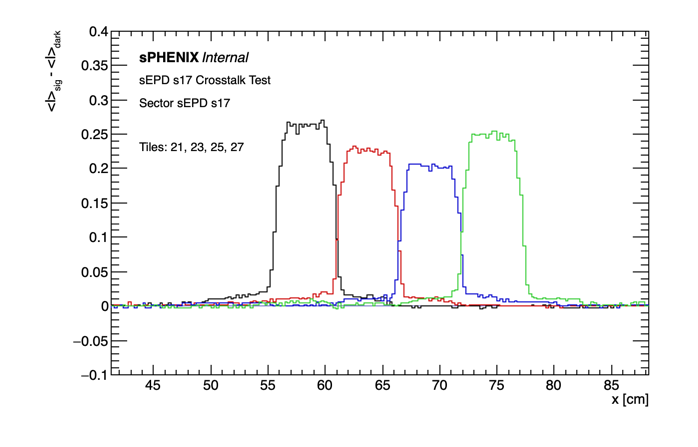 0.4
<I>sig - <I>dark
sPHENIX Internal
0.35
sEPD s17 Crosstalk Test
0.3
Sector sEPD s17
0.25
Tiles: 21, 23, 25, 27
0.2
0.15
0.1
0.05
0
−0.05
−0.1
45 50 55 60 65 70 75 80 85
x [cm]